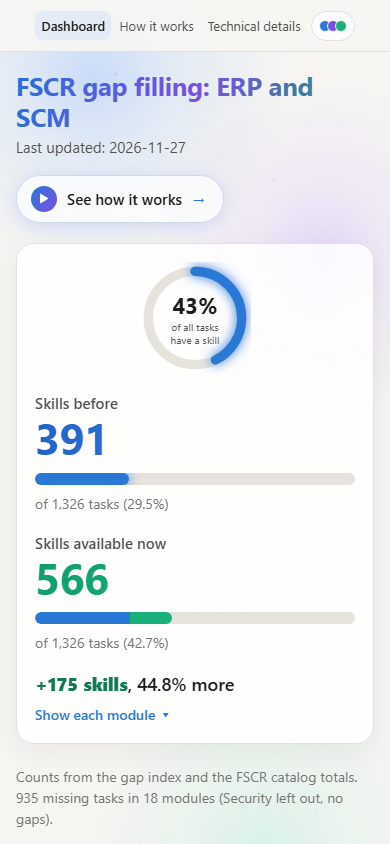 Dashboard How it works Technical details
FSCR gap filling: ERP and
SCM
Last updated: 2026-11-27
See how it works →
43%
of all tasks
have a skill
Skills before
391
of 1,326 tasks (29.5%)
Skills available now
566
of 1,326 tasks (42.7%)
+175 skills, 44.8% more
Show each module ▾
Counts from the gap index and the FSCR catalog totals.
935 missing tasks in 18 modules (Security left out, no
gaps).